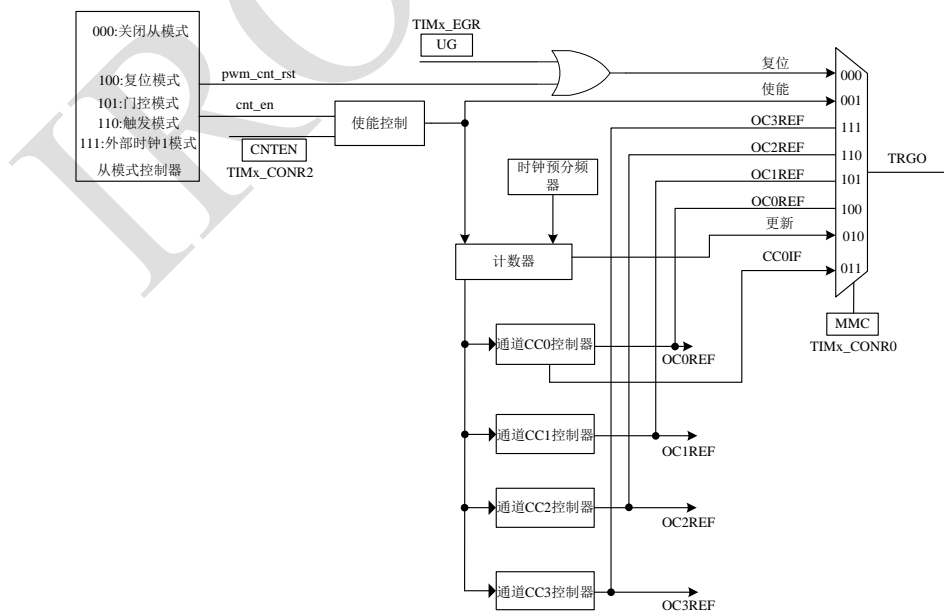 000:关闭从模式
100:复位模式
101:门控模式
110:触发模式
111:外部时钟1模式
从模式控制器
pwm_cnt_rst
cnt_en
CNTEN
TIMx_CONR2
使能控制
TIMx_EGR
UG
时钟预分频
器
计数器
通道CC0控制器
通道CC1控制器
通道CC2控制器
通道CC3控制器
OC0REF
OC1REF
OC2REF
OC3REF
复位
使能
OC3REF
OC2REF
OC1REF
OC0REF
更新
CC0IF
000
001
111
110
101
100
010
011
TRGO
MMC
TIMx_CONR0